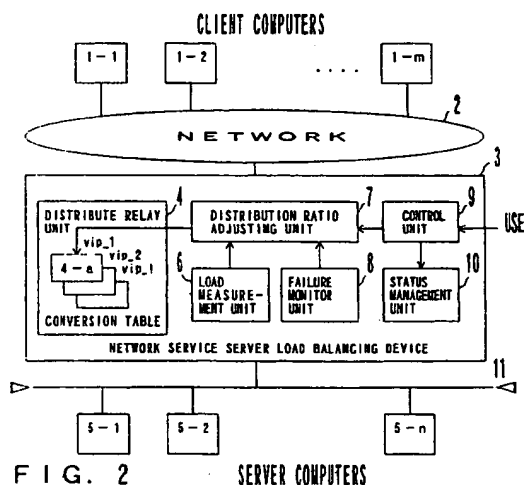 CLIENT COMPUTERS
1-1 1-2 .... 1-m
2
NETWORK
3
4 7 9
DISTRIBUTE RELAY UNIT
DISTRIBUTION RATIO ADJUSTING UNIT
CONTROL UNIT
USE
vip_1
vip_2
vip_l
4-a
CONVERSION TABLE
6
LOAD MEASURE-MENT UNIT
8
FAILURE MONITOR UNIT
10
STATUS MANAGEMENT UNIT
NETWORK SERVICE SERVER LOAD BALANCING DEVICE
11
5-1 5-2 5-n
FIG. 2 SERVER COMPUTERS